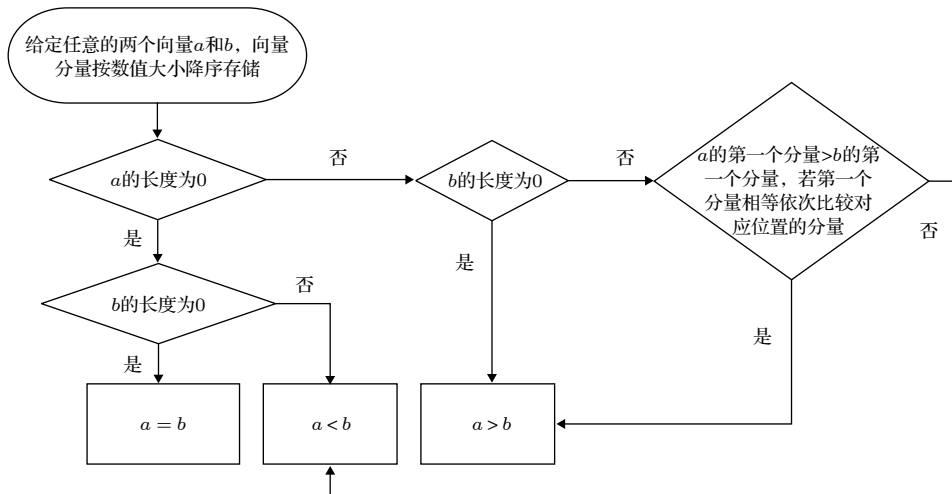 给定任意的两个向量a和b，向量
分量按数值大小降序存储
a的长度为0
否
b的长度为0
否
a的第一个分量>b的第
一个分量，若第一个
分量相等依次比较对
应位置的分量
否
是
是
b的长度为0
否
是
是
a = b
a < b
a > b